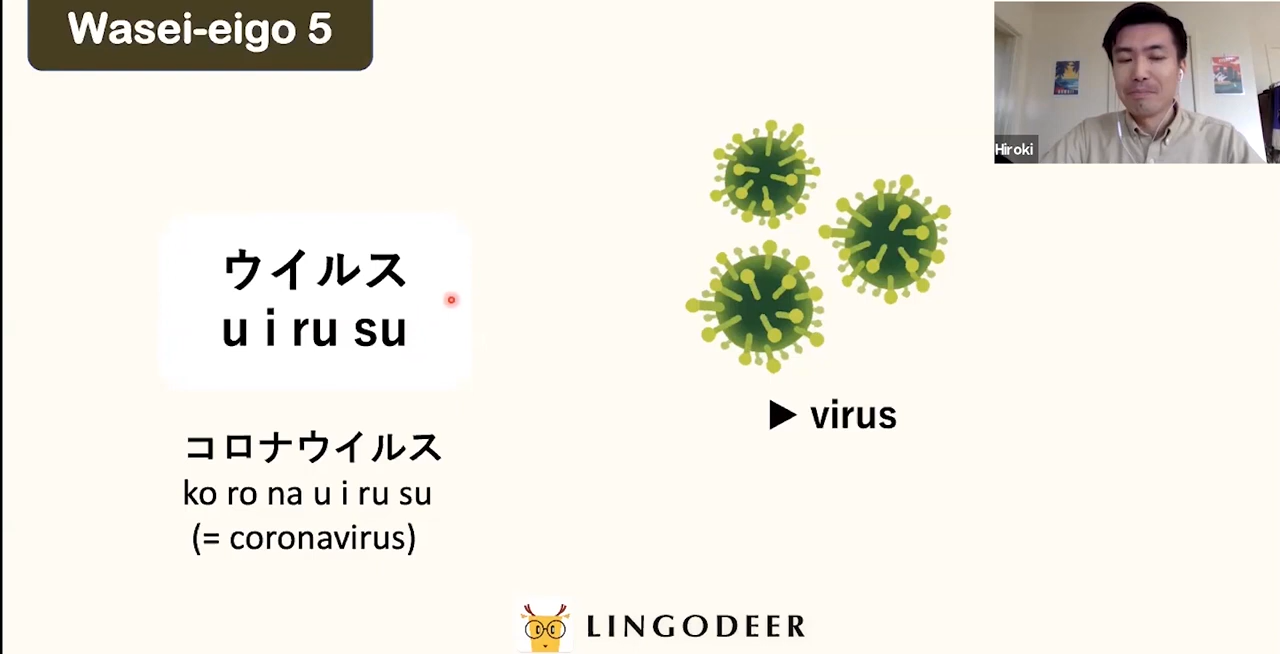 Wasei-eigo 5
Hiroki
ウイルス
u i ru su
▶ virus
コロナウイルス
ko ro na u i ru su
(= coronavirus)
LINGODEER